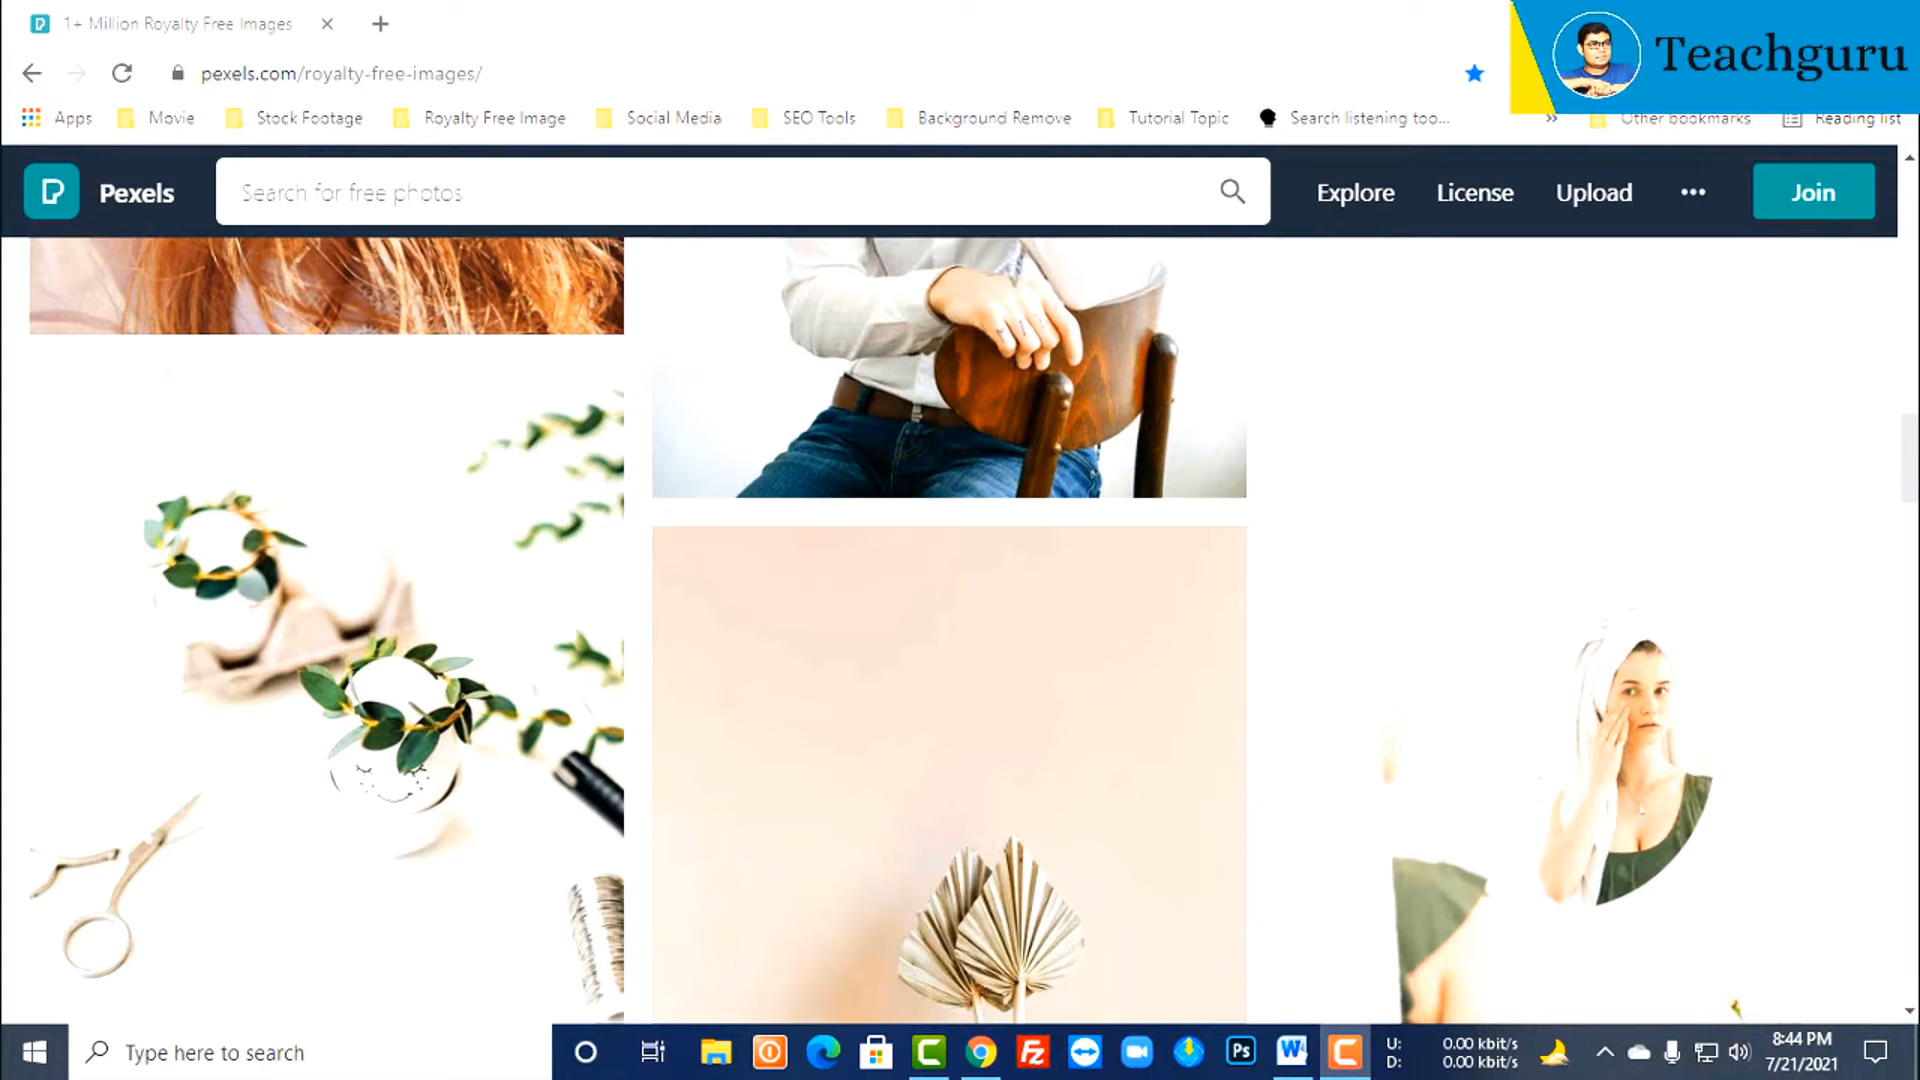 1+ Million Royalty Free Images
Teachguru
pexels.com/royalty-free-images/
Apps Movie Stock Footage Royalty Free Image Social Media SEO Tools Background Remove Tutorial Topic Search listening too... » Other bookmarks Reading list
Pexels Search for free photos Explore License Upload ••• Join
Type here to search
Fz Ps W
U: 0.00 kbit/s
D: 0.00 kbit/s
8:44 PM
7/21/2021